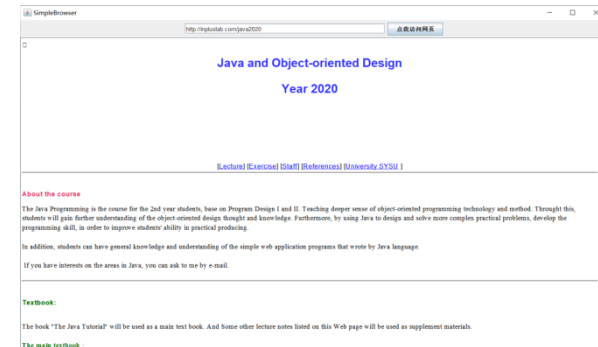 SimpleBrowser
http://inpluslab.com/java2020 点我访问网页
Java and Object-oriented Design
Year 2020
[Lecture] [Exercise] [Staff] [References] [University SYSU ]
About the course
The Java Programming is the course for the 2nd year students, base on Program Design I and II. Teaching deeper sense of object-oriented programming technology and method. Throught this,
students will gain further understanding of the object-oriented design thought and knowledge. Furthermore, by using Java to design and solve more complex practical problems, develop the
programming skill, in order to improve students' ability in practical producing.
In addition, students can have general knowledge and understanding of the simple web application programs that wrote by Java language.
If you have interests on the areas in Java, you can ask to me by e-mail.
Textbook:
The book "The Java Tutorial" will be used as a main text book. And Some other lecture notes listed on this Web page will be used as supplement materials.
The main textbook :